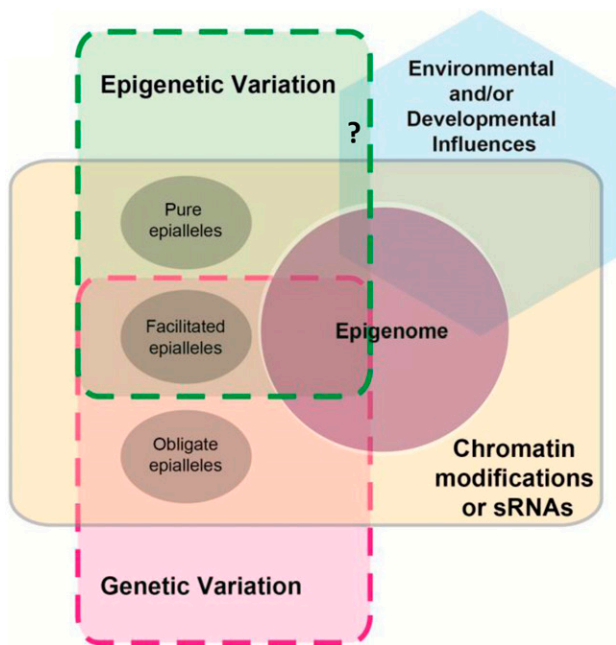 Epigenetic Variation
Environmental
and/or
Developmental
Influences
?
Pure
epialleles
Facilitated
epialleles
Epigenome
Obligate
epialleles
Chromatin
modifications
or sRNAs
Genetic Variation